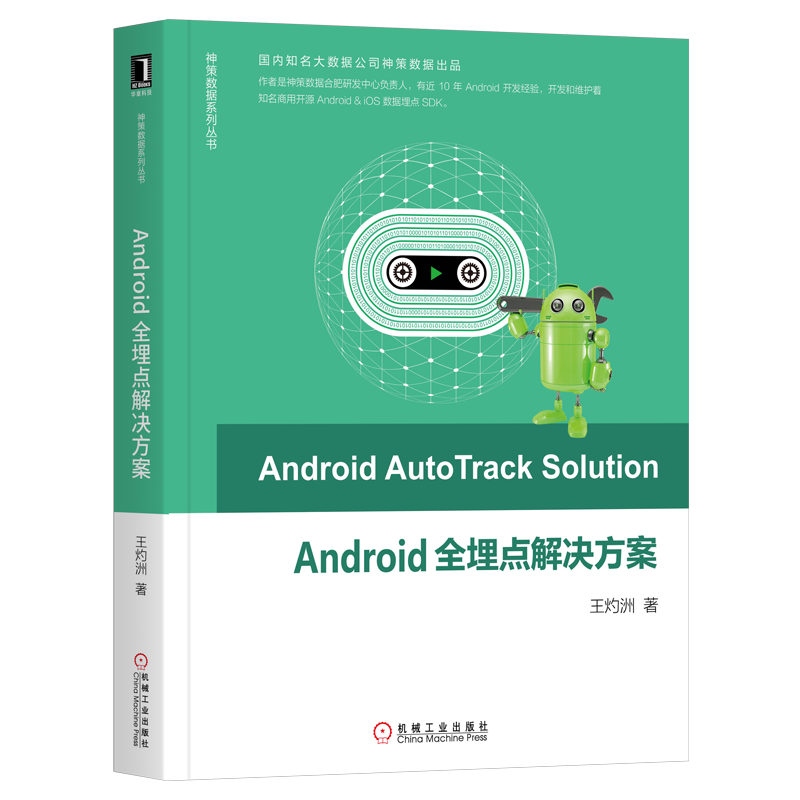 HZ Books
华章科技
神策数据系列丛书
Android 全埋点解决方案
王灼洲 著
机械工业出版社
China Machine Press
神策数据系列丛书
国内知名大数据公司神策数据出品
作者是神策数据合肥研发中心负责人,有近 10 年 Android 开发经验,开发和维护着
知名商用开源 Android & iOS 数据埋点 SDK。
Android AutoTrack Solution
Android 全埋点解决方案
王灼洲 著
机械工业出版社
China Machine Press